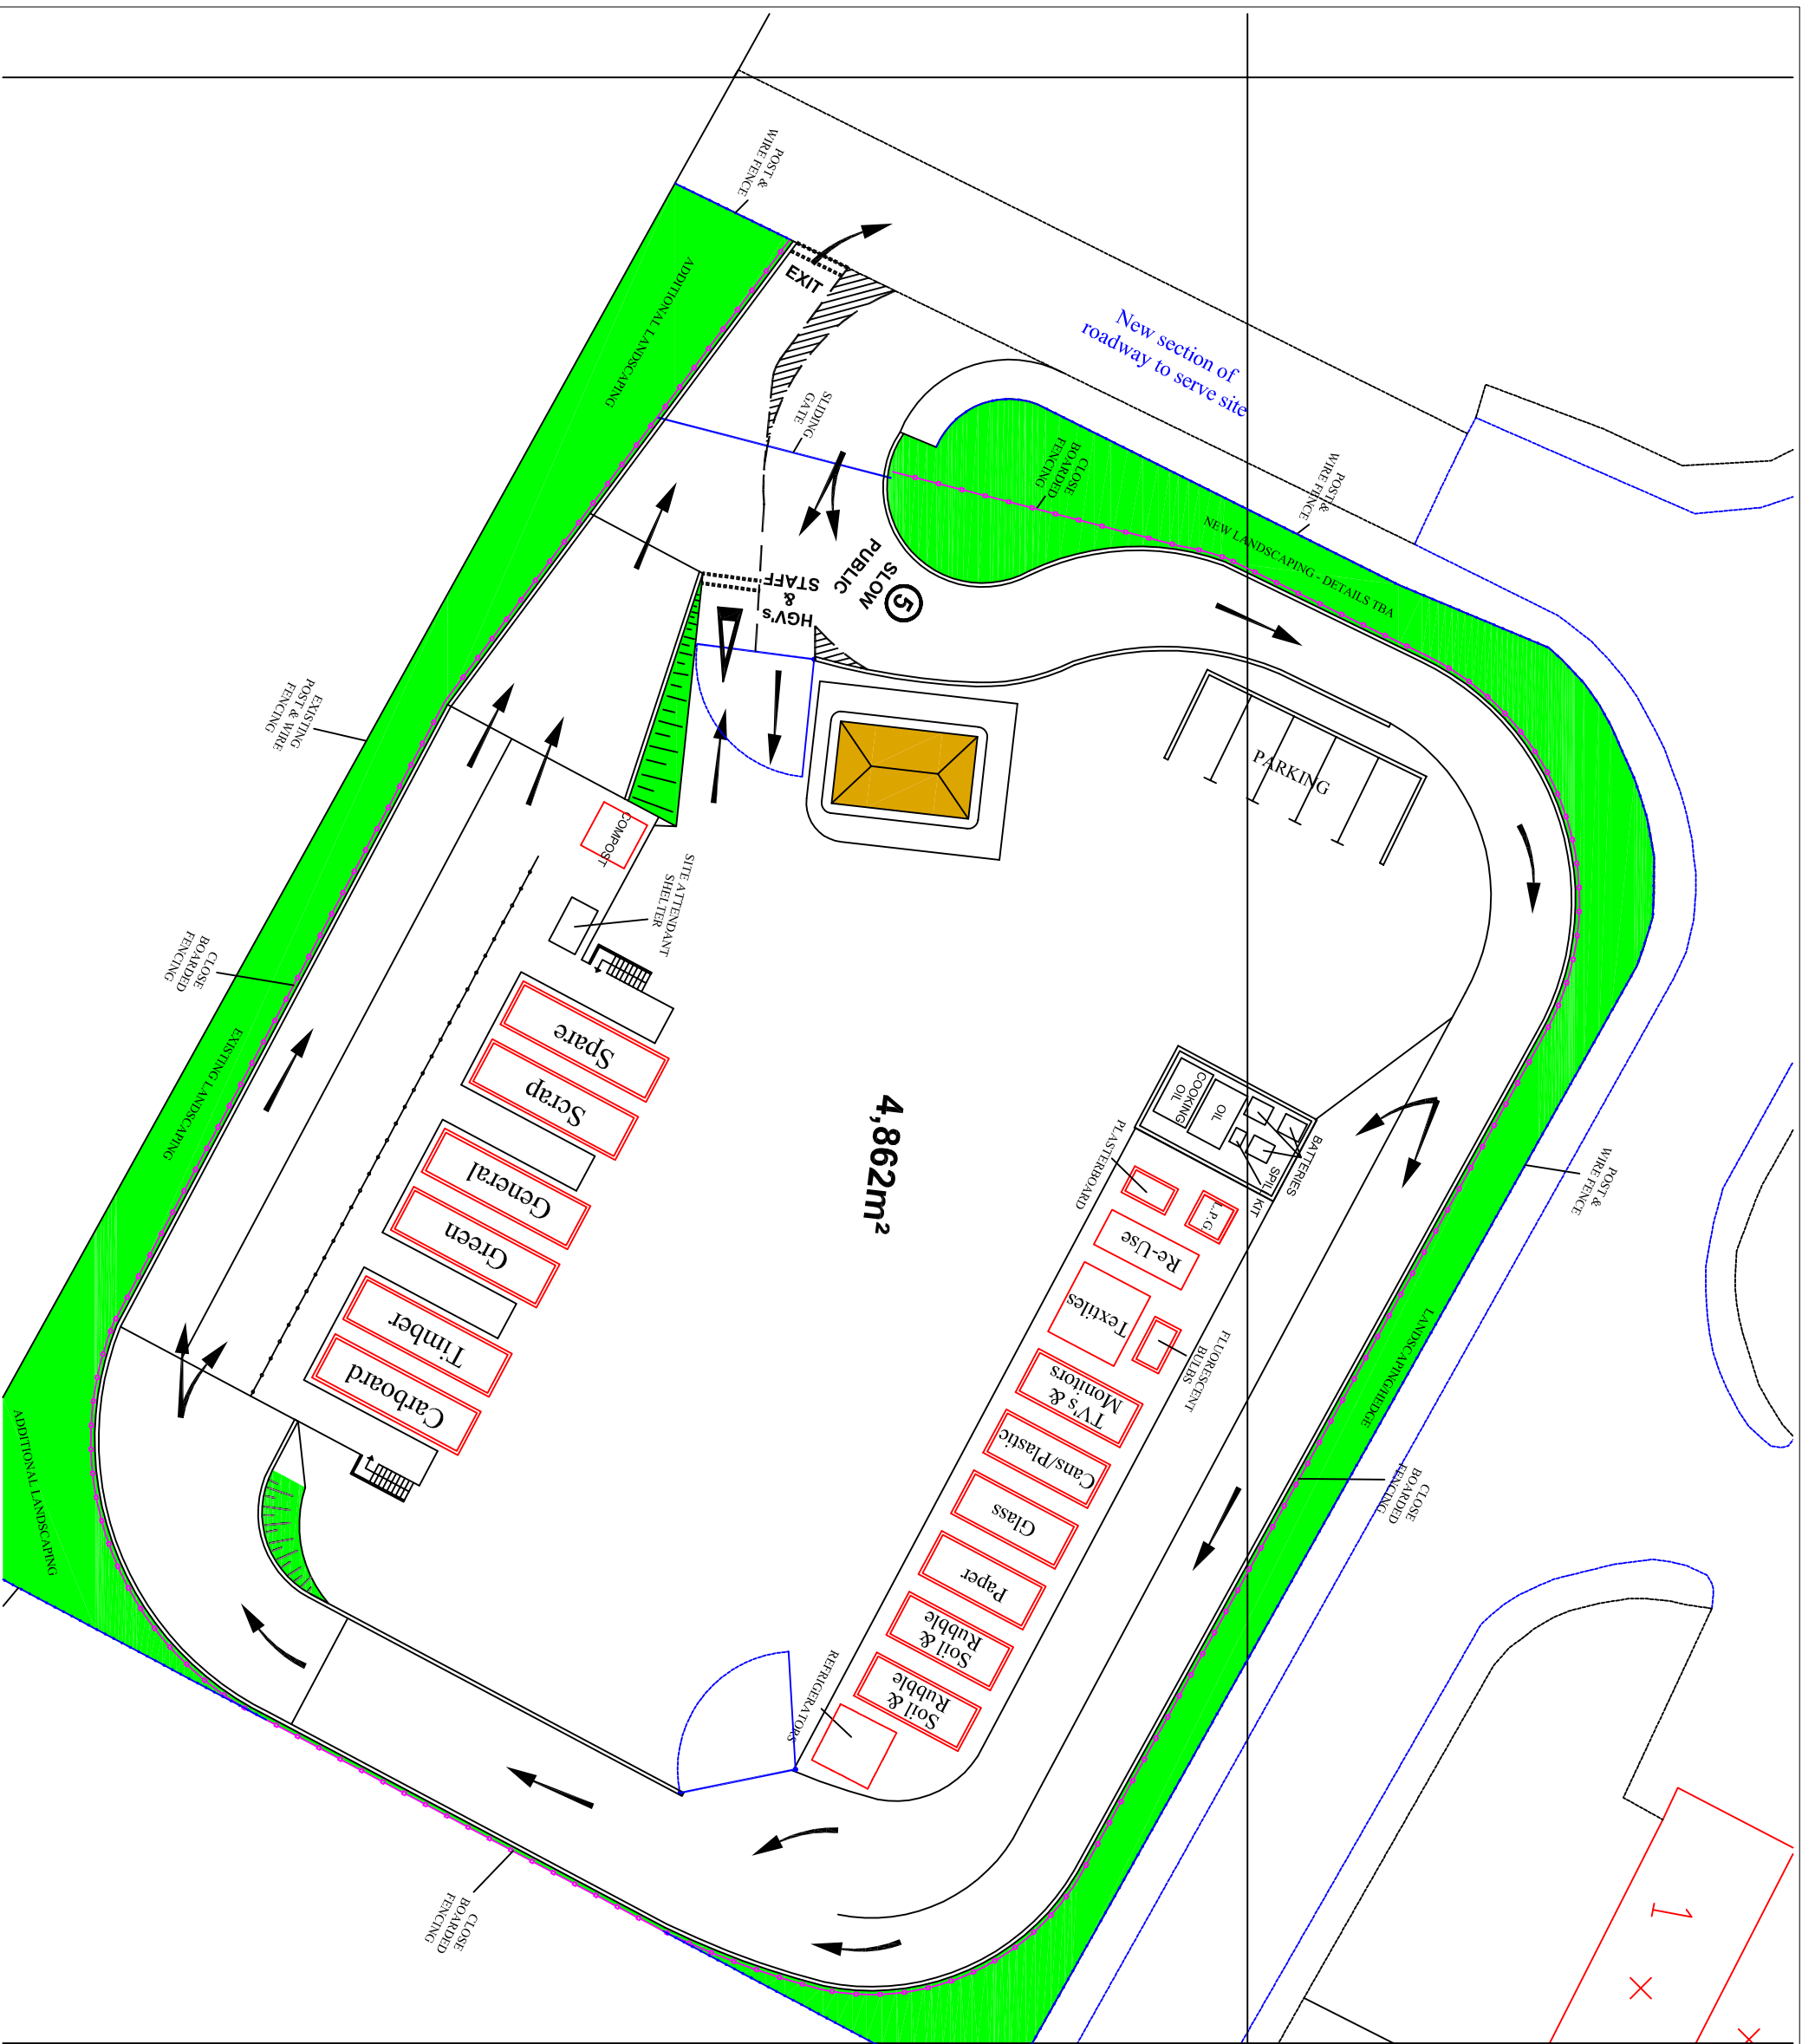 POST &
WIRE FENCE
EXIT
ADDITIONAL LANDSCAPING
New section of
roadway to serve site
SLIDING
GATE
CLOSE
BOARDED
FENCING
POST &
WIRE FENCE
NEW LANDSCAPING - DETAILS TBA
STAFF
&
HGV's
PUBLIC
SLOW
5
EXISTING
POST & WIRE
FENCING
PARKING
COMPOST
SITE ATTENDANT
SHELTER
CLOSE
BOARDED
FENCING
EXISTING LANDSCAPING
Spare
Scrap
General
Green
Timber
Carboard
4,862m²
COOKING
OIL
OIL
BATTERIES
SPILL KIT
PLASTERBOARD
L.P.G.
Re-Use
Textiles
FLUORESCENT
BULBS
TV's &
Monitors
Cans/Plastic
Glass
Paper
Soil &
Rubble
Soil &
Rubble
REFRIGERATORS
POST &
WIRE FENCE
LANDSCAPING/HEDGE
CLOSE
BOARDED
FENCING
ADDITIONAL LANDSCAPING
CLOSE
BOARDED
FENCING
1